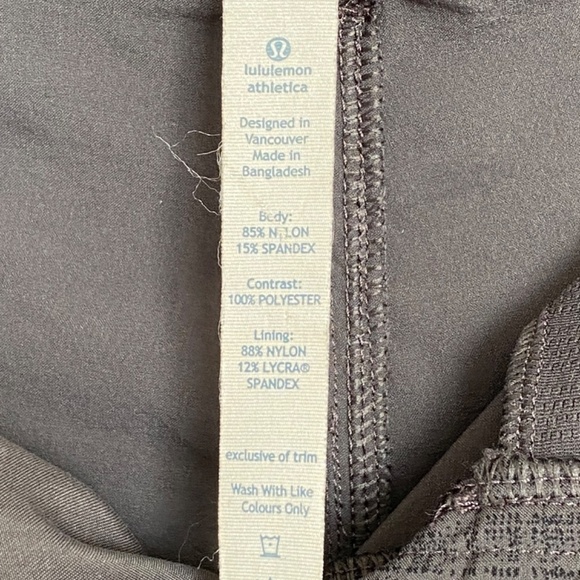 lululemon
athletica
Designed in
Vancouver
Made in
Bangladesh
Body:
85% NYLON
15% SPANDEX
Contrast:
100% POLYESTER
Lining:
88% NYLON
12% LYCRA®
SPANDEX
exclusive of trim
Wash With Like
Colours Only